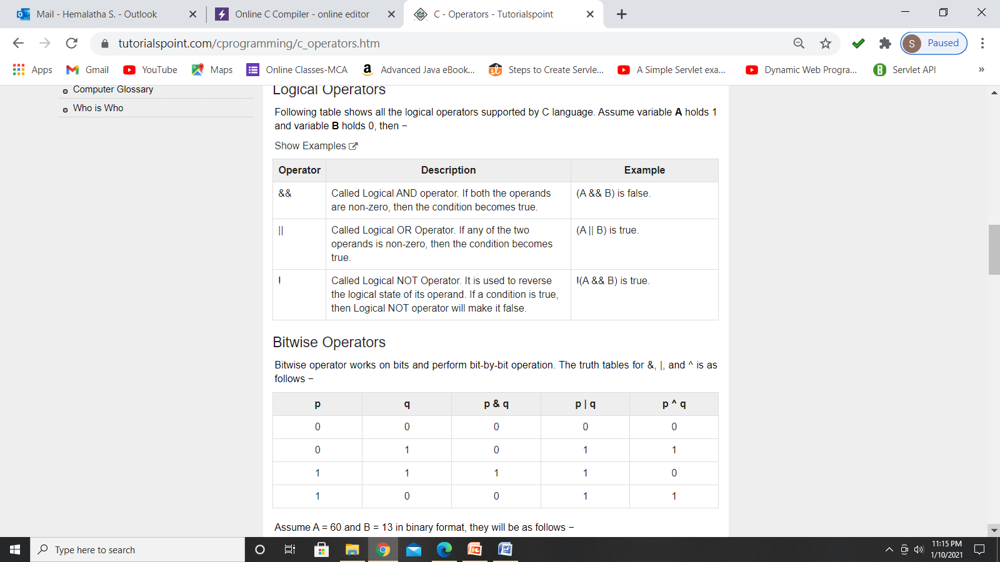 Mail - Hemalatha S. - Outlook
Online C Compiler - online editor
C - Operators - Tutorialspoint
tutorialspoint.com/cprogramming/c_operators.htm
S
Paused
Apps
Gmail
YouTube
Maps
Online Classes-MCA
Advanced Java eBook...
Steps to Create Servle...
A Simple Servlet exa...
Dynamic Web Progra...
Servlet API
»
Computer Glossary
Who is Who
Logical Operators
Following table shows all the logical operators supported by C language. Assume variable A holds 1
and variable B holds 0, then −
Show Examples
Operator Description Example
&& Called Logical AND operator. If both the operands (A && B) is false.
are non-zero, then the condition becomes true.
|| Called Logical OR Operator. If any of the two (A || B) is true.
operands is non-zero, then the condition becomes
true.
! Called Logical NOT Operator. It is used to reverse !(A && B) is true.
the logical state of its operand. If a condition is true,
then Logical NOT operator will make it false.
Bitwise Operators
Bitwise operator works on bits and perform bit-by-bit operation. The truth tables for &, |, and ^ is as
follows −
p q p & q p | q p ^ q
0 0 0 0 0
0 1 0 1 1
1 1 1 1 0
1 0 0 1 1
Assume A = 60 and B = 13 in binary format, they will be as follows −
Type here to search
11:15 PM
1/10/2021